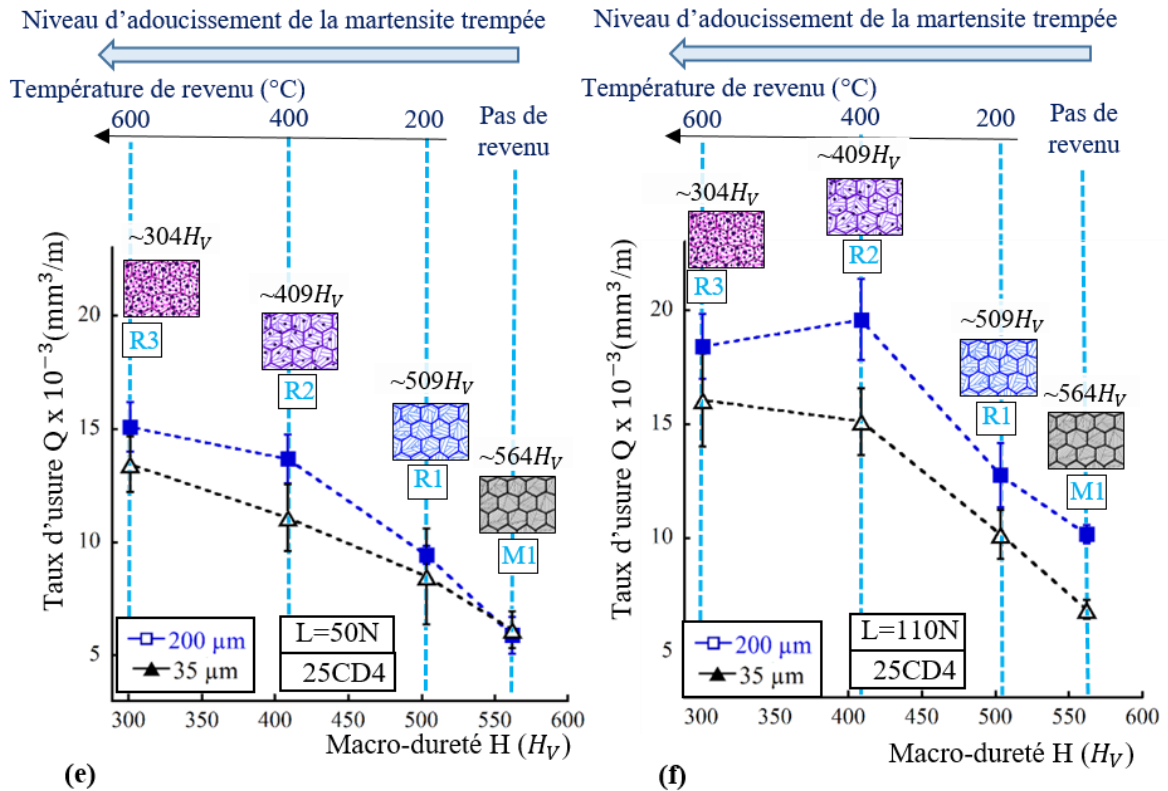 Niveau d'adoucissement de la martensite trempée
Température de revenu (°C)
600 400 200 Pas de
revenu
~304H_V
~409H_V
~509H_V
~564H_V
R3
R2
R1
M1
Taux d'usure Q x 10⁻³(mm³/m)
20
15
10
5
200 µm
35 µm
L=50N
25CD4
300 350 400 450 500 550 600
Macro-dureté H (H_V)
(e)
Niveau d'adoucissement de la martensite trempée
Température de revenu (°C)
600 400 200 Pas de
revenu
~409H_V
~304H_V
R2
R3
~509H_V
R1
~564H_V
M1
Taux d'usure Q x 10⁻³(mm³/m)
20
15
10
5
200 µm
35 µm
L=110N
25CD4
300 350 400 450 500 550 600
Macro-dureté H (H_V)
(f)